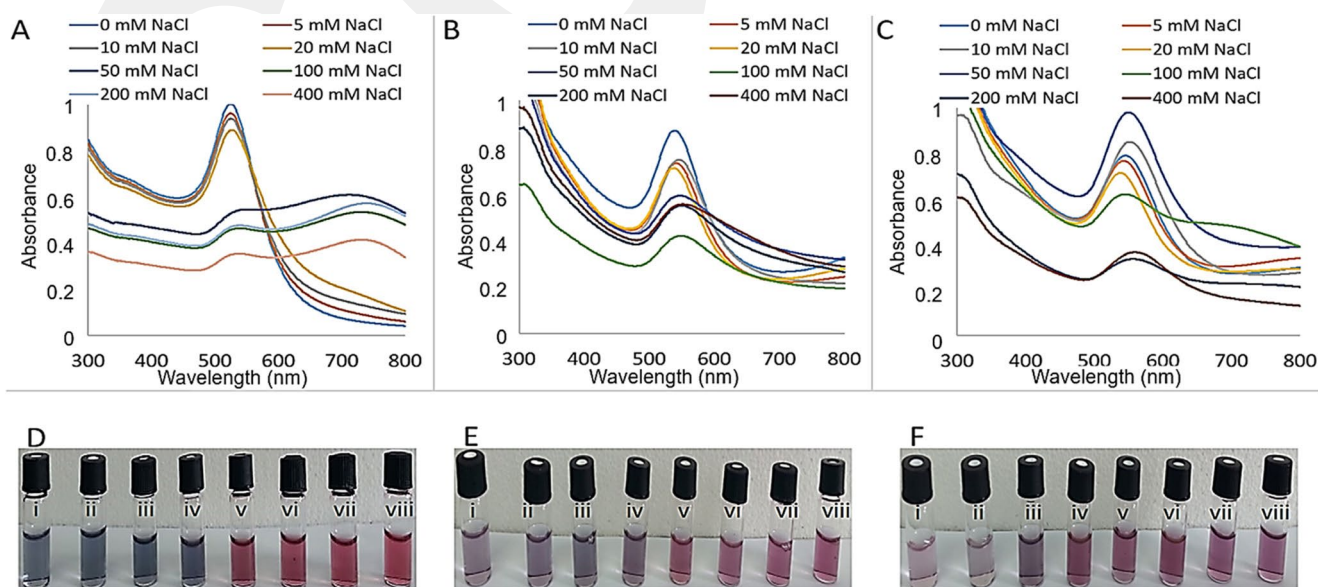 A
0 mM NaCl 5 mM NaCl
10 mM NaCl 20 mM NaCl
50 mM NaCl 100 mM NaCl
200 mM NaCl 400 mM NaCl
1
0.8
0.6
0.4
0.2
0
Absorbance
300 400 500 600 700 800
Wavelength (nm)
B
0 mM NaCl 5 mM NaCl
10 mM NaCl 20 mM NaCl
50 mM NaCl 100 mM NaCl
200 mM NaCl 400 mM NaCl
1
0.8
0.6
0.4
0.2
0
Absorbance
300 400 500 600 700 800
Wavelength (nm)
C
0 mM NaCl 5 mM NaCl
10 mM NaCl 20 mM NaCl
50 mM NaCl 100 mM NaCl
200 mM NaCl 400 mM NaCl
1
0.8
0.6
0.4
0.2
0
Absorbance
300 400 500 600 700 800
Wavelength (nm)
D
i ii iii iv v vi vii viii
E
i ii iii iv v vi vii viii
F
i ii iii iv v vi vii viii